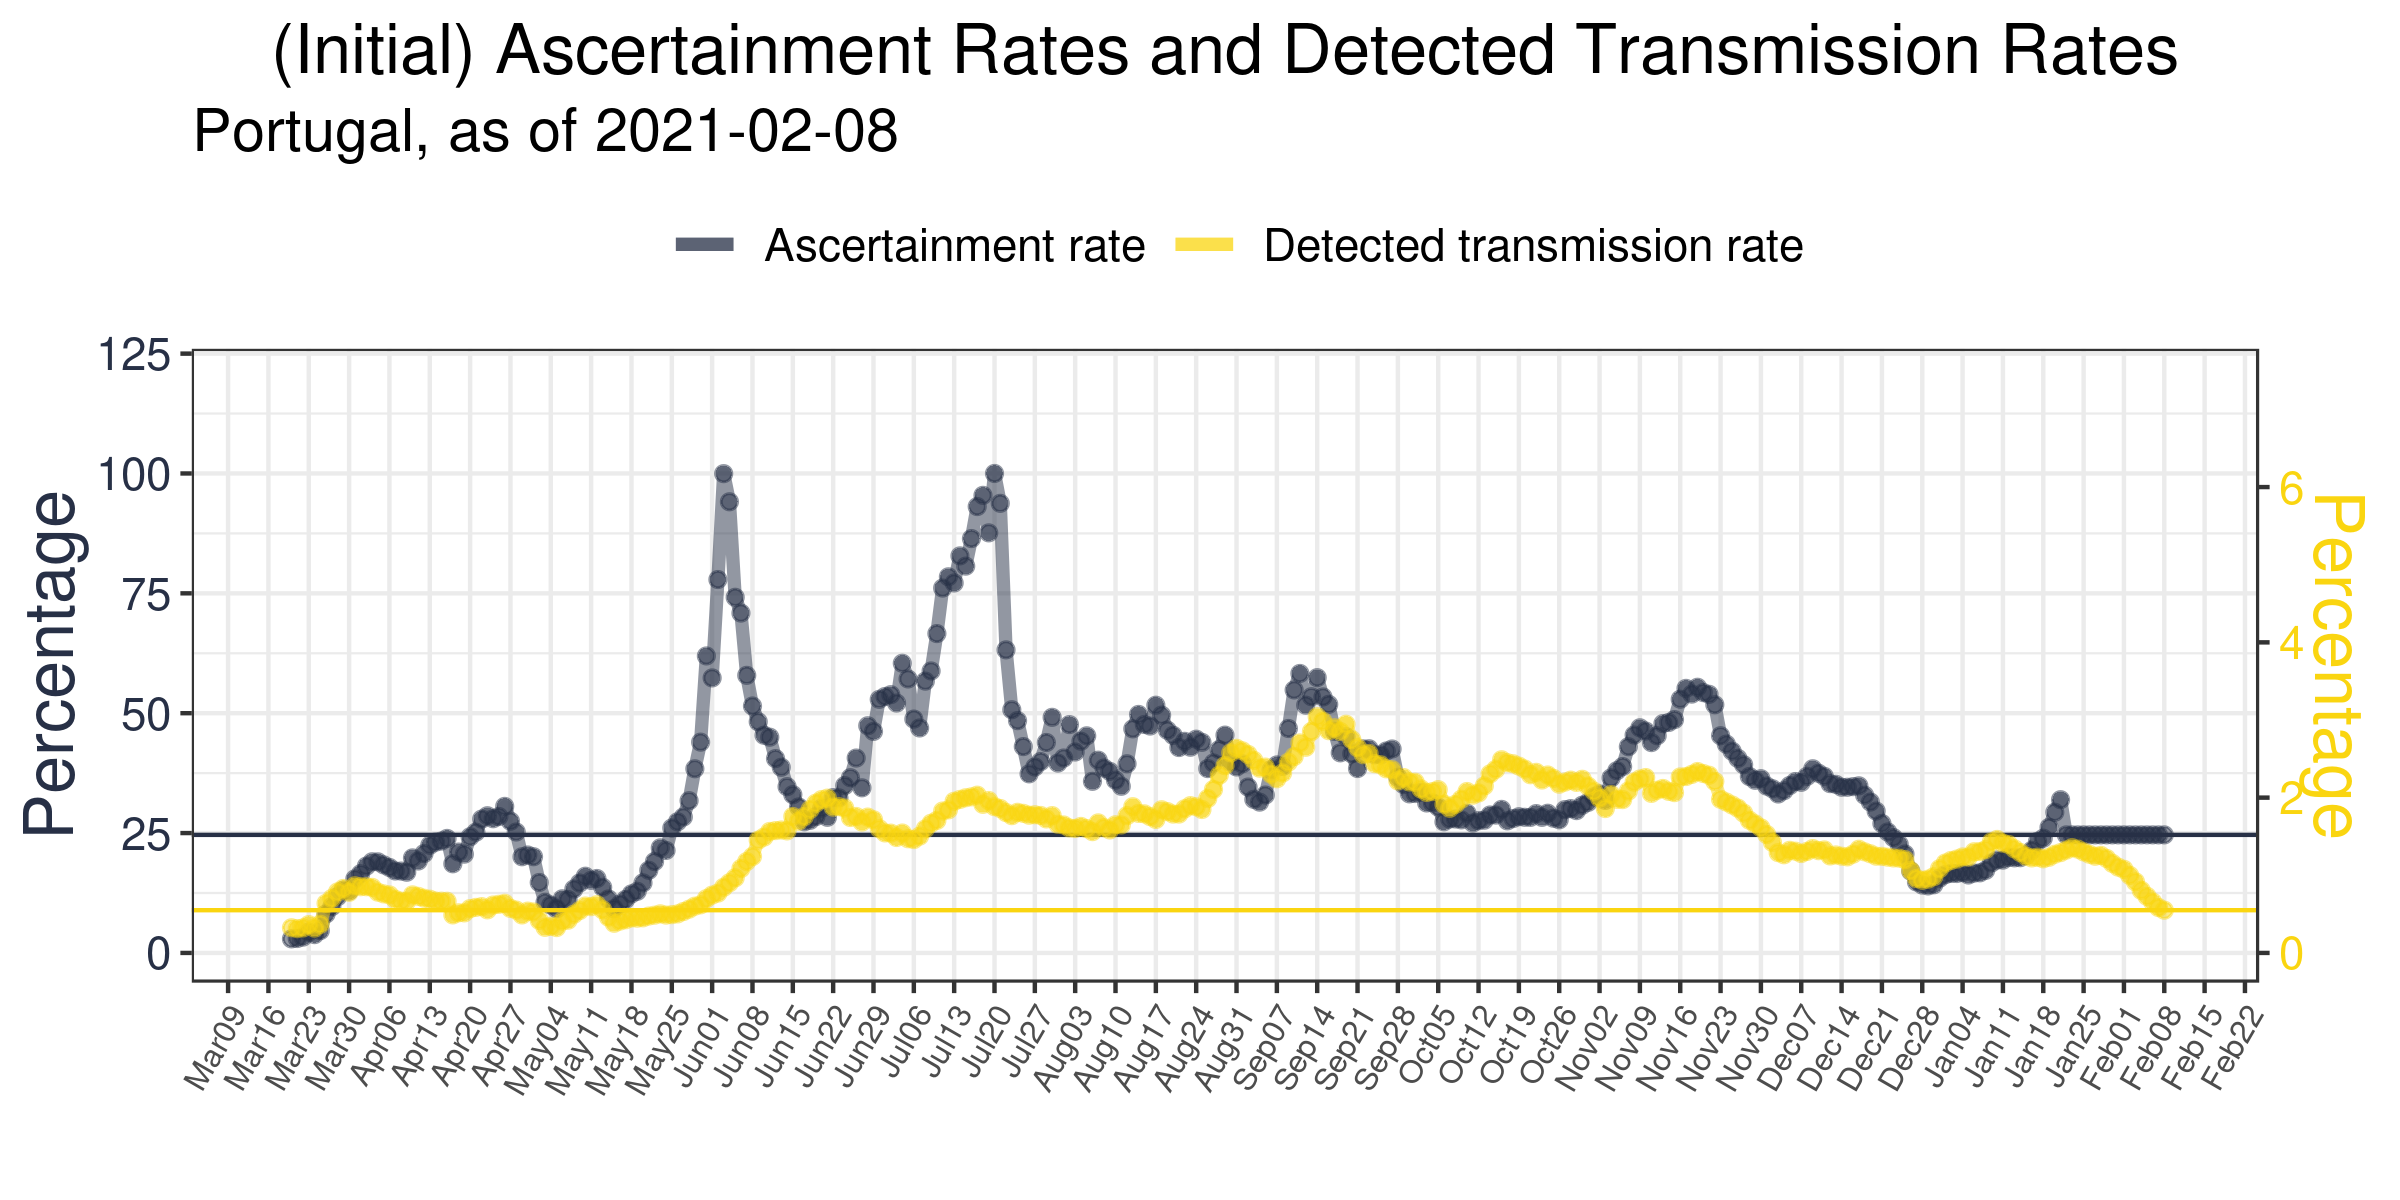 (Initial) Ascertainment Rates and Detected Transmission Rates
Portugal, as of 2021-02-08
Ascertainment rate Detected transmission rate
Percentage
125
100
75
50
25
0
6
4
2
0
Percentage
Mar09 Mar16 Mar23 Mar30 Apr06 Apr13 Apr20 Apr27 May04 May11 May18 May25 Jun01 Jun08 Jun15 Jun22 Jun29 Jul06 Jul13 Jul20 Jul27 Aug03 Aug10 Aug17 Aug24 Aug31 Sep07 Sep14 Sep21 Sep28 Oct05 Oct12 Oct19 Oct26 Nov02 Nov09 Nov16 Nov23 Nov30 Dec07 Dec14 Dec21 Dec28 Jan04 Jan11 Jan18 Jan25 Feb01 Feb08 Feb15 Feb22